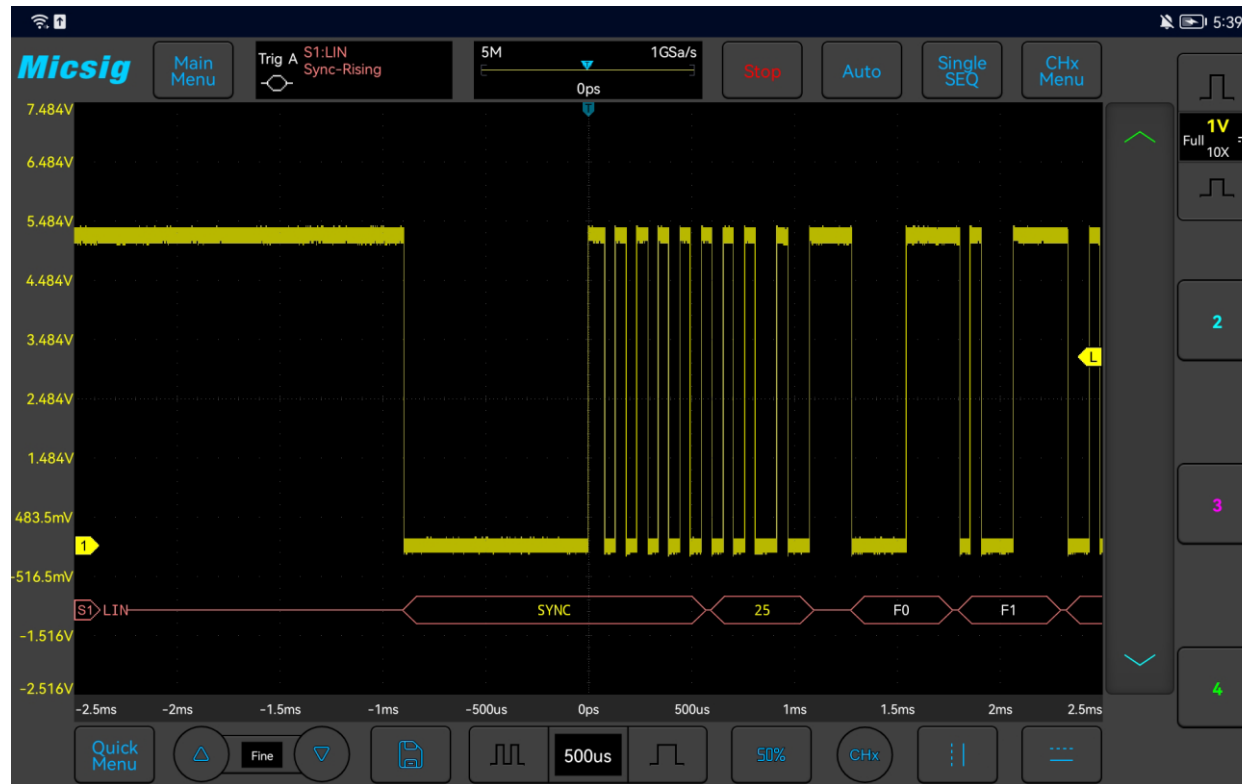 5:39
Micsig
Main
Menu
Trig A
S1:LIN
Sync-Rising
5M
1GSa/s
T
0ps
Stop
Auto
Single
SEQ
CHx
Menu
7.484V
6.484V
5.484V
4.484V
3.484V
2.484V
1.484V
483.5mV
-516.5mV
-1.516V
-2.516V
1
L
S1 LIN
SYNC
25
F0
F1
Full
1V
10X
2
3
4
-2.5ms
-2ms
-1.5ms
-1ms
-500us
0ps
500us
1ms
1.5ms
2ms
2.5ms
Quick
Menu
Fine
500us
50%
CHx